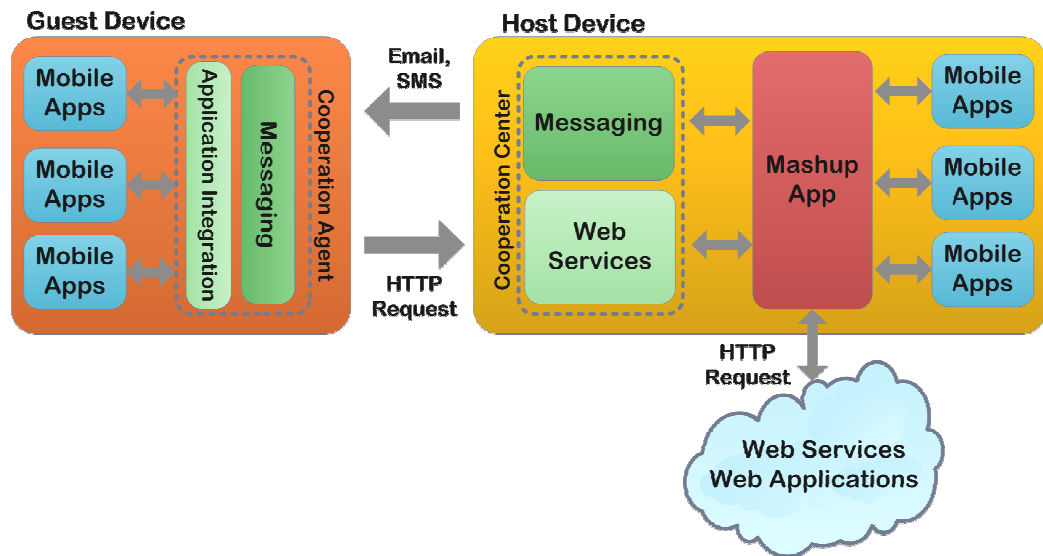 Guest Device
Mobile
Apps
Mobile
Apps
Mobile
Apps
Application Integration
Messaging
Cooperation Agent
Email,
SMS
HTTP
Request
Host Device
Cooperation Center
Messaging
Web
Services
Mashup
App
Mobile
Apps
Mobile
Apps
Mobile
Apps
HTTP
Request
Web Services
Web Applications